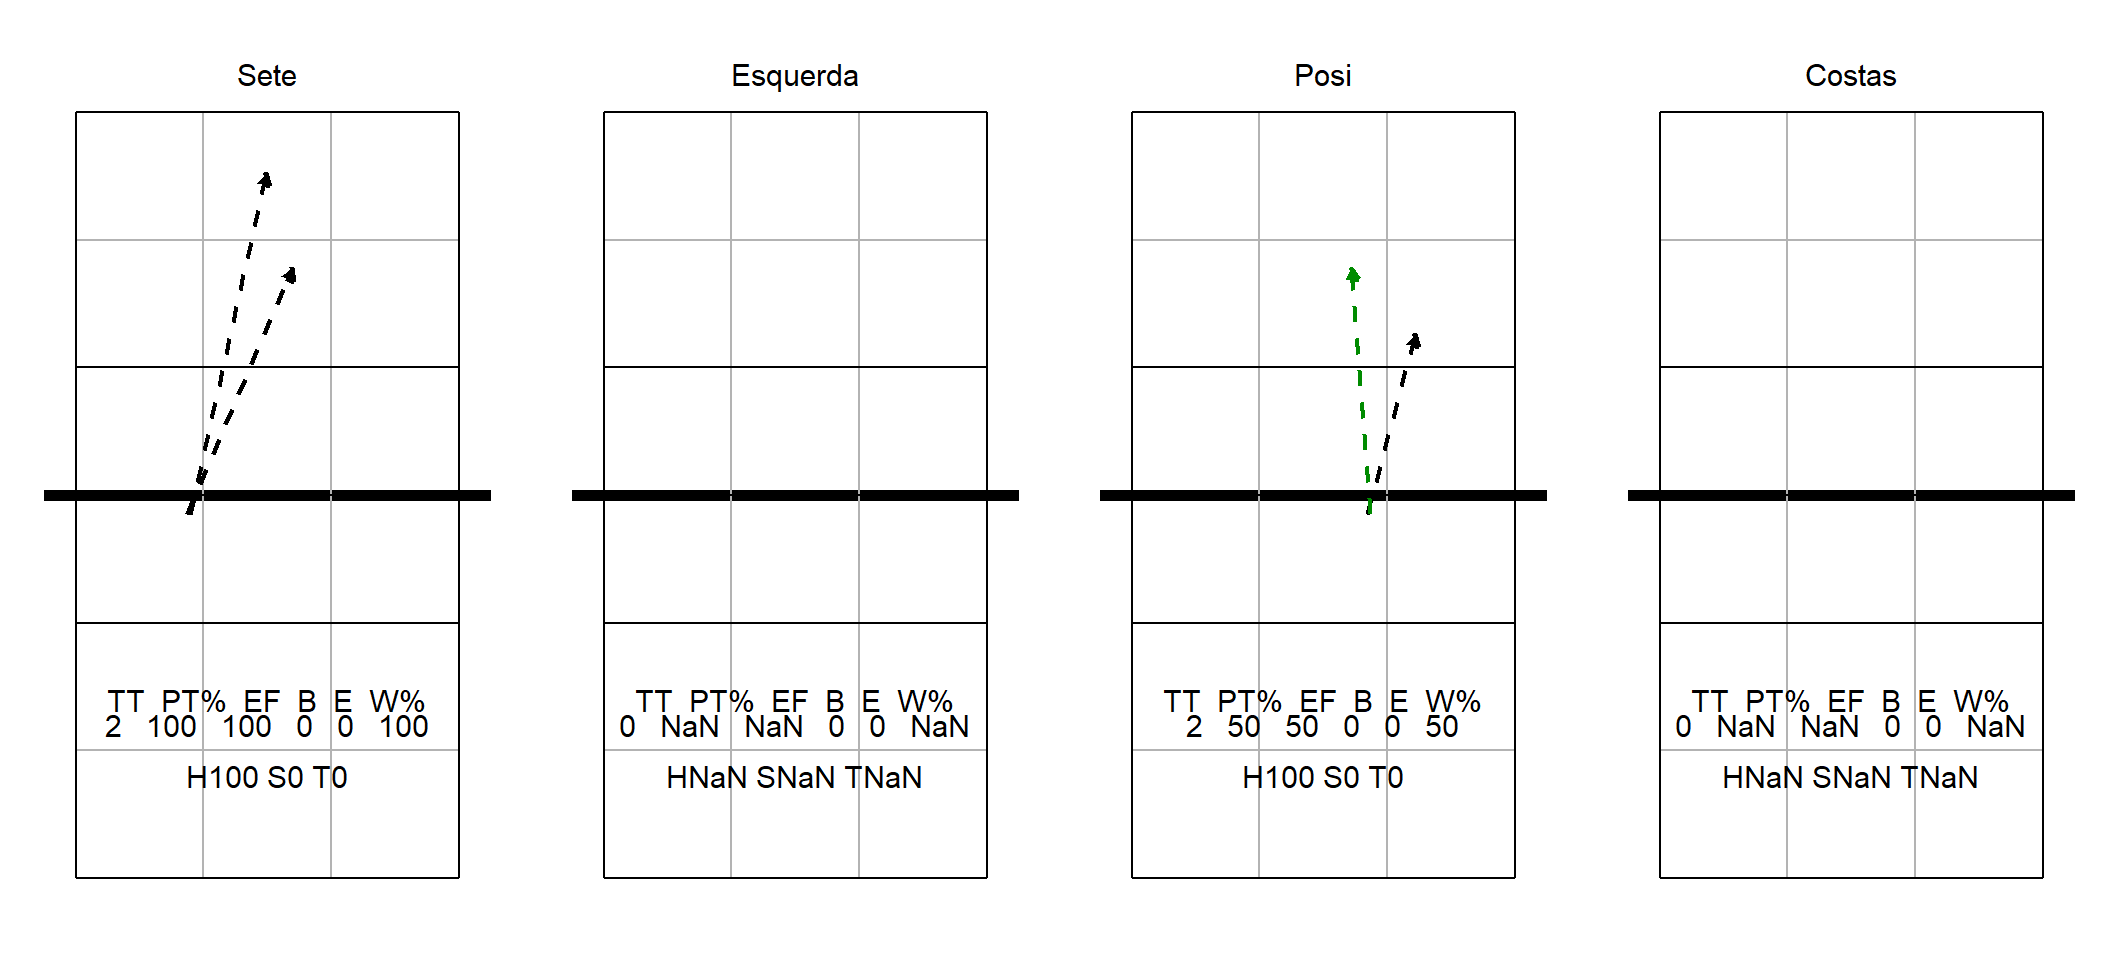 Sete
TT PT% EF B E W%
2 100 100 0 0 100
H100 S0 T0
Esquerda
TT PT% EF B E W%
0 NaN NaN 0 0 NaN
HNaN SNaN TNaN
Posi
TT PT% EF B E W%
2 50 50 0 0 50
H100 S0 T0
Costas
TT PT% EF B E W%
0 NaN NaN 0 0 NaN
HNaN SNaN TNaN